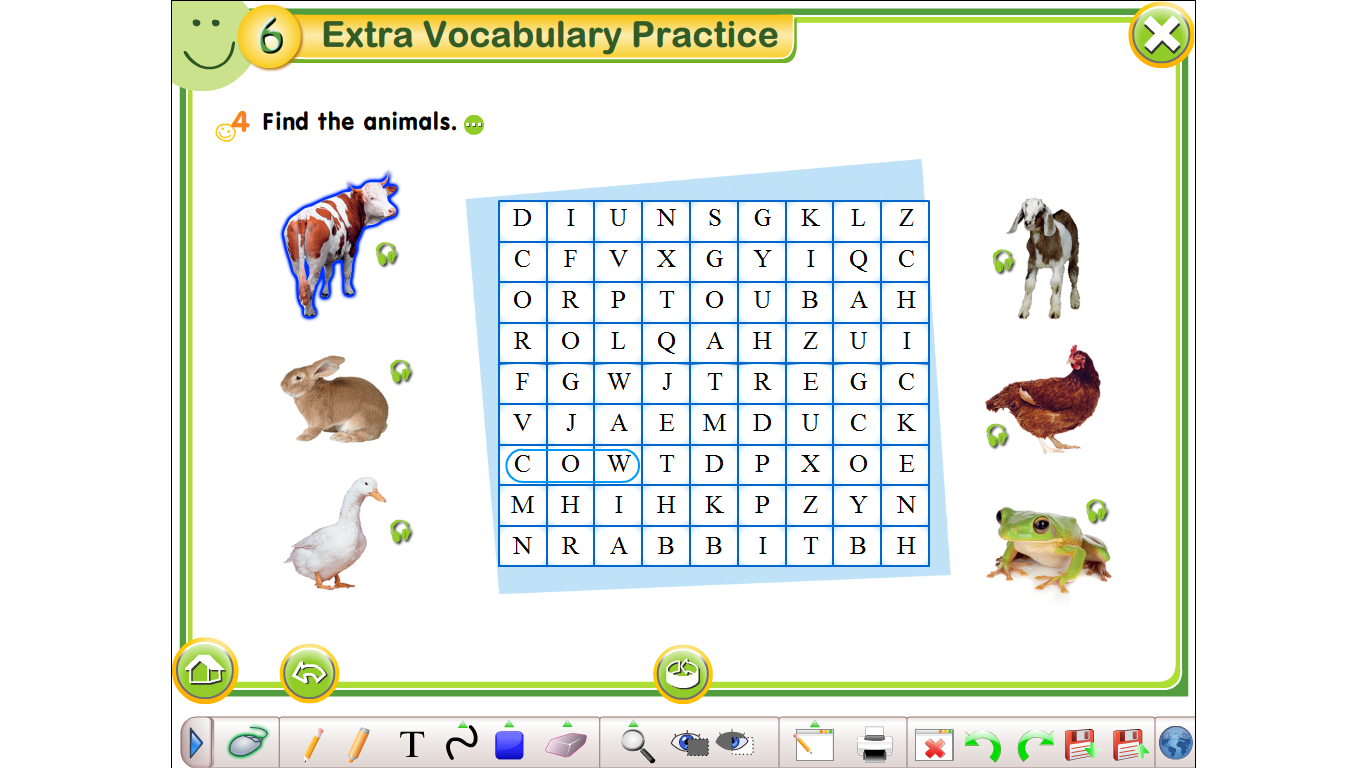 6 Extra Vocabulary Practice
4 Find the animals.
D I U N S G K L Z
C F V X G Y I Q C
O R P T O U B A H
R O L Q A H Z U I
F G W J T R E G C
V J A E M D U C K
C O W T D P X O E
M H I H K P Z Y N
N R A B B I T B H
T